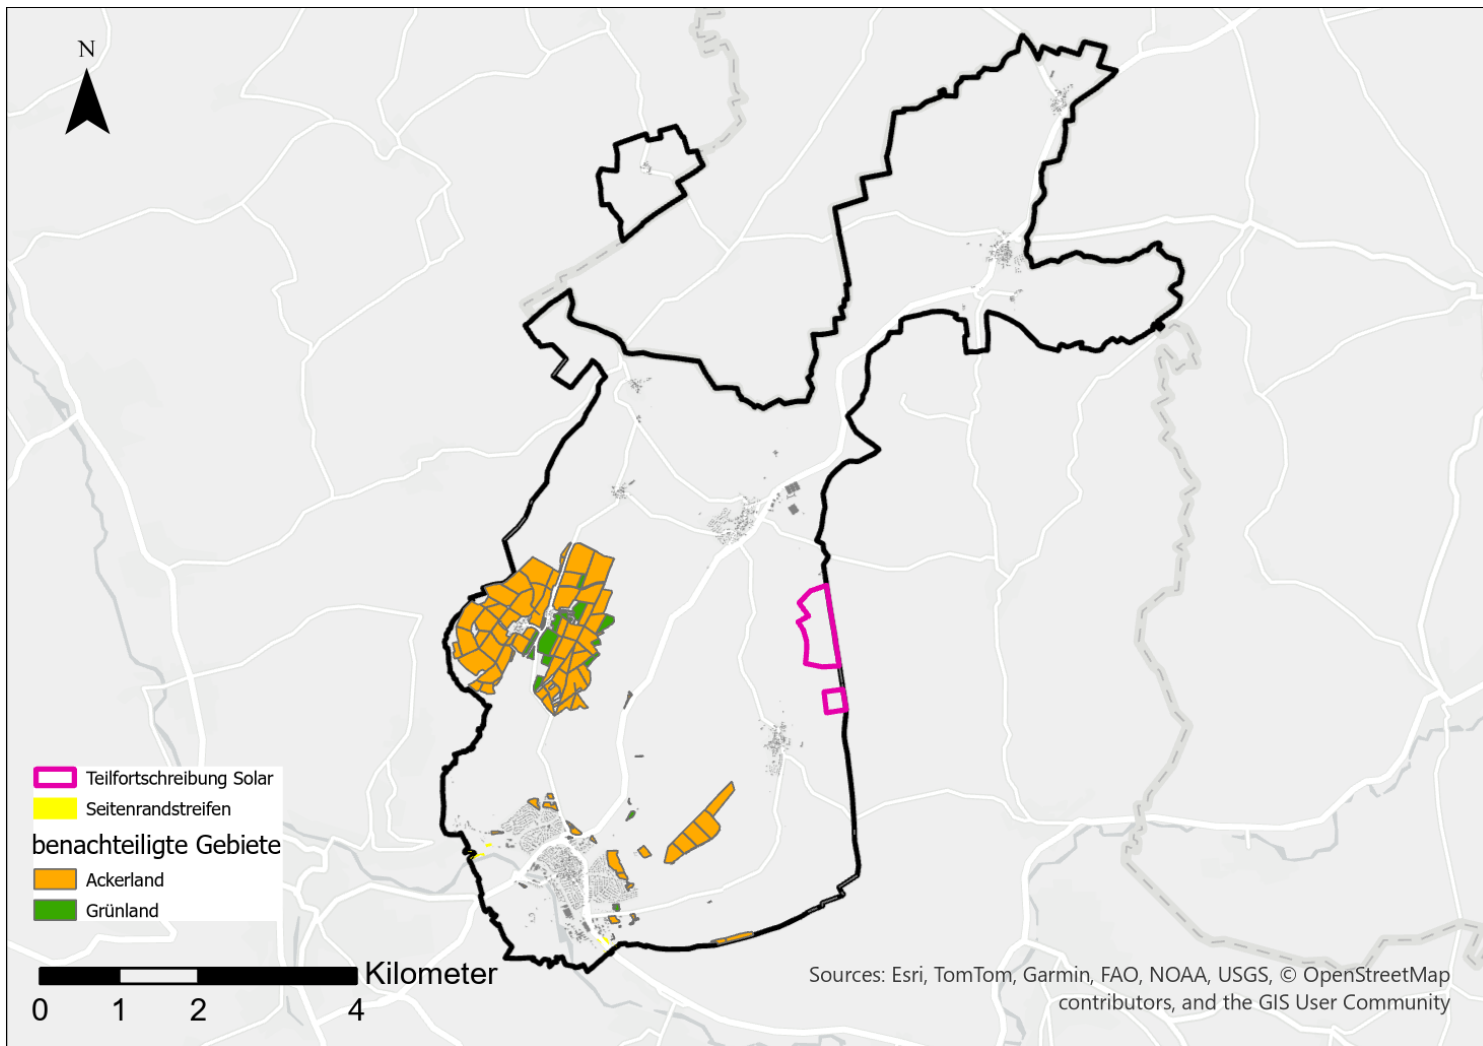 N
Teilfortschreibung Solar
Seitenrandstreifen
benachteiligte Gebiete
Ackerland
Grünland
Kilometer
0 1 2 4
Sources: Esri, TomTom, Garmin, FAO, NOAA, USGS, © OpenStreetMap
contributors, and the GIS User Community